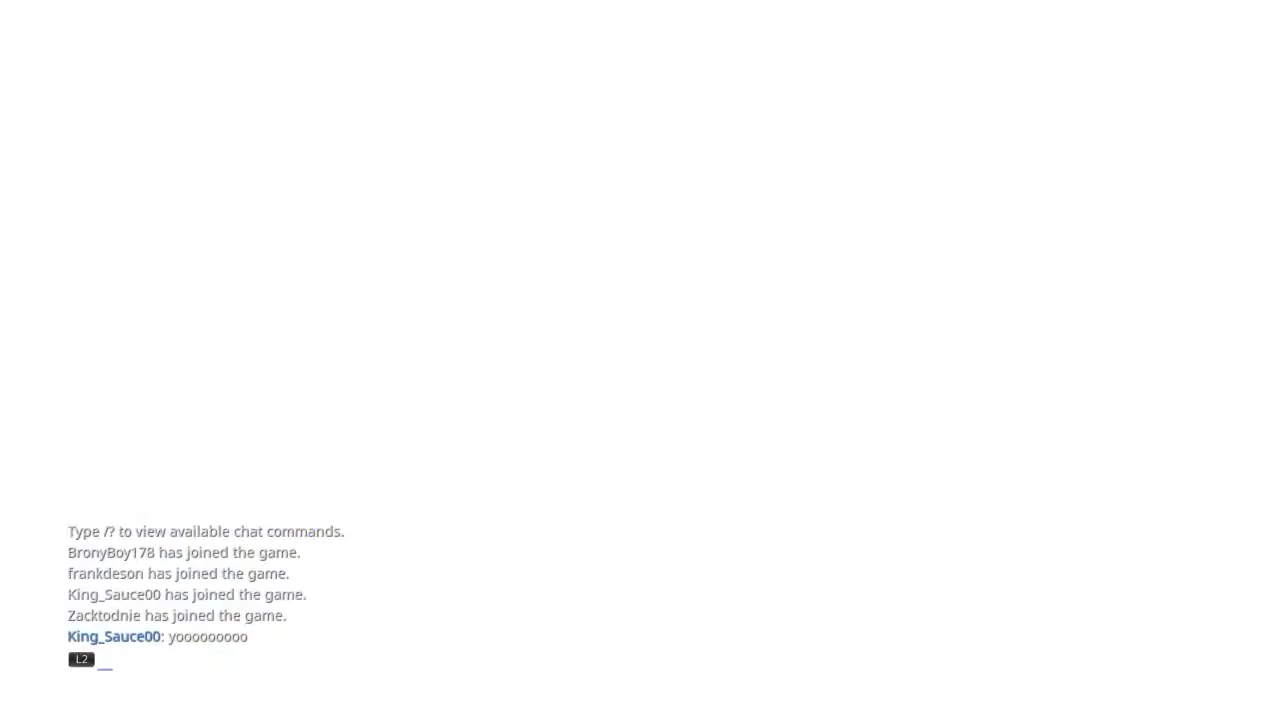 Type /? to view available chat commands.
BronyBoy178 has joined the game.
frankdeson has joined the game.
King_Sauce00 has joined the game.
Zacktodnie has joined the game.
King_Sauce00: yooooooooo
L2 __